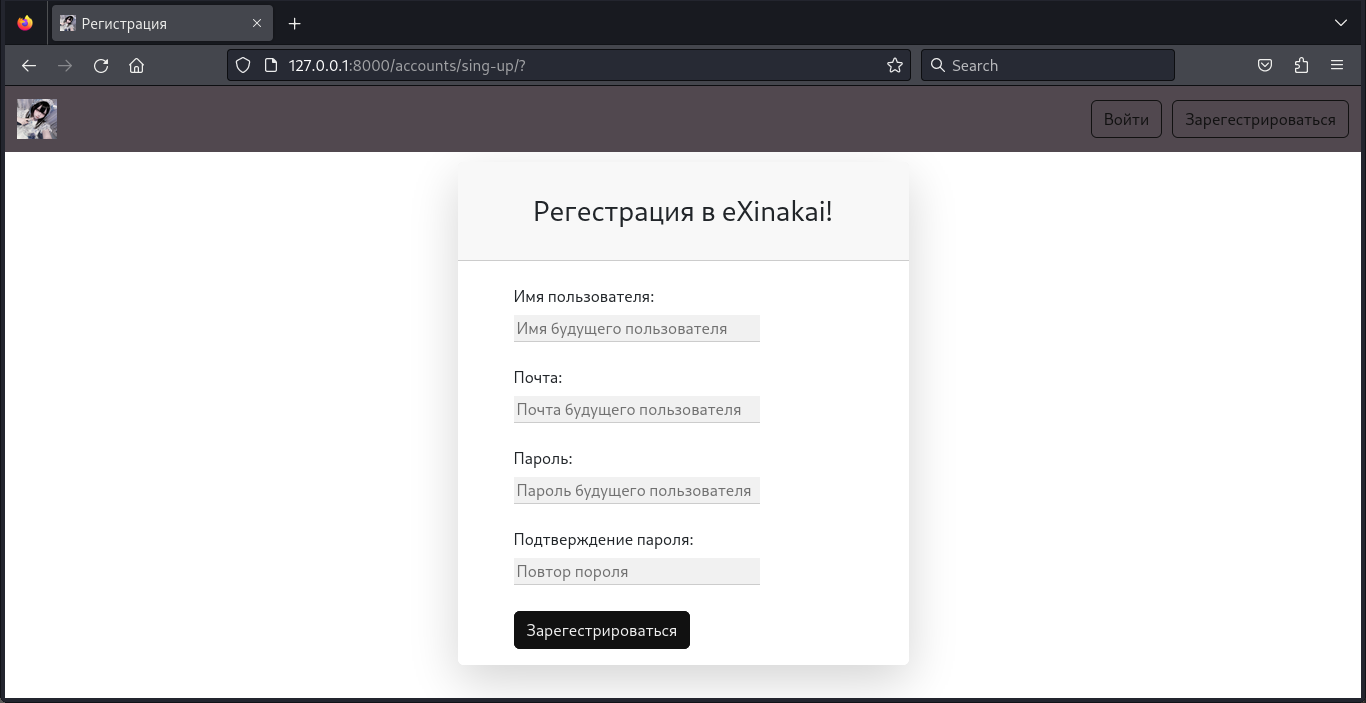 Регистрация
127.0.0.1:8000/accounts/sing-up/?
Search
Войти
Зарегестрироваться
Регестрация в eXinakai!
Имя пользователя:
Имя будущего пользователя
Почта:
Почта будущего пользователя
Пароль:
Пароль будущего пользователя
Подтверждение пароля:
Повтор пороля
Зарегестрироваться